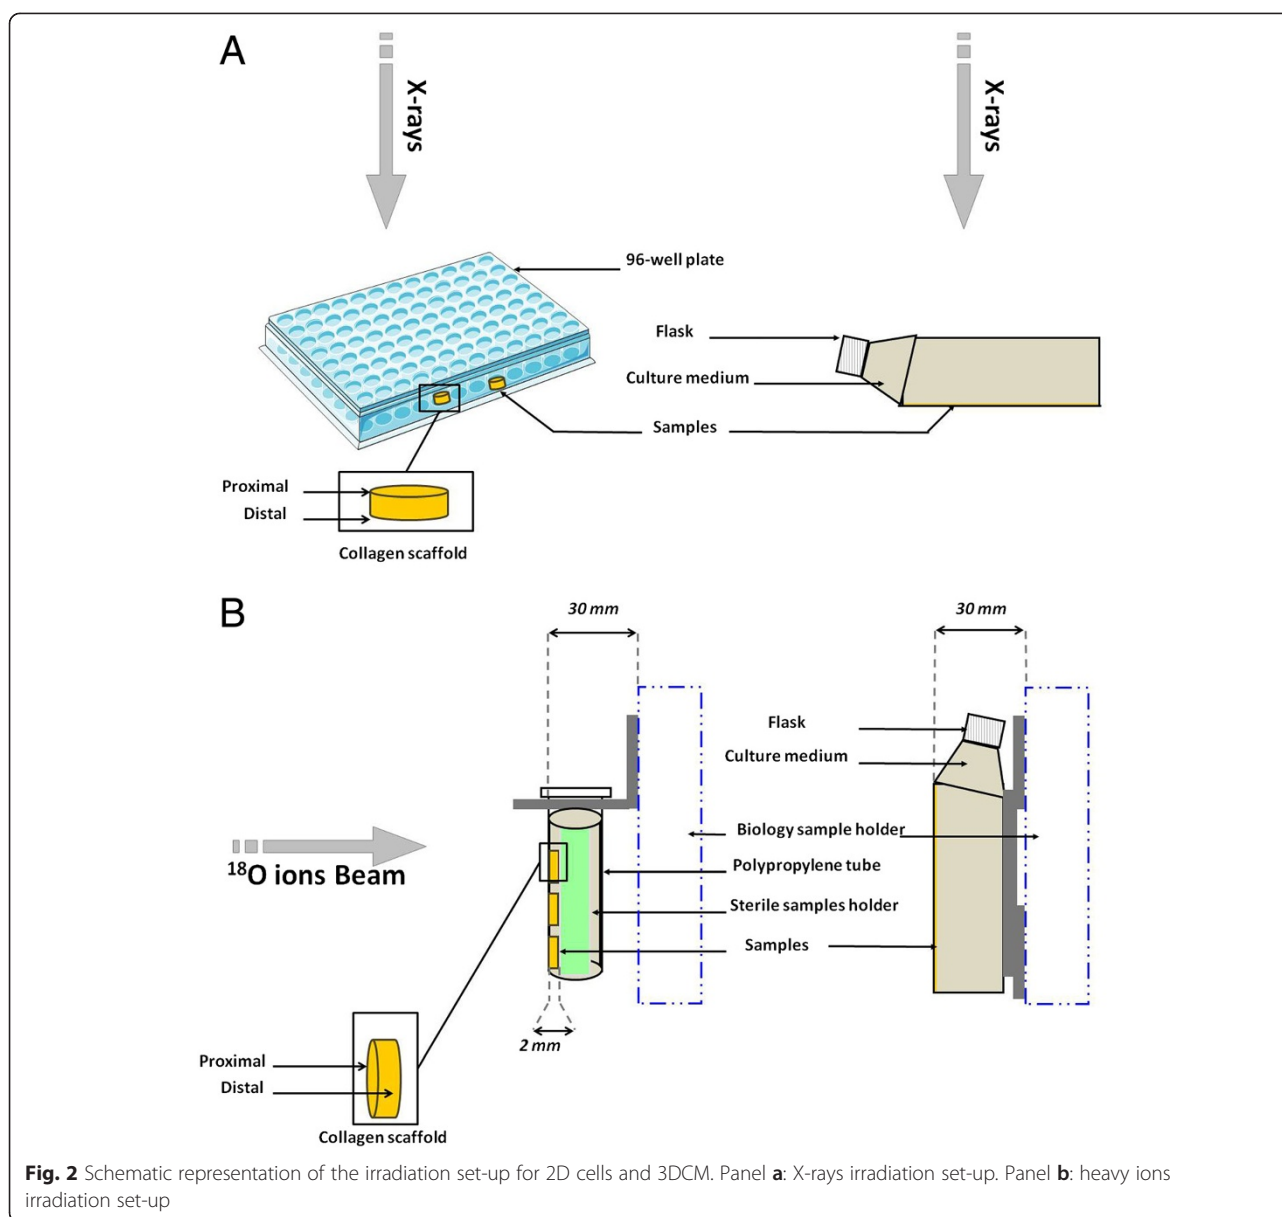 A
X-rays
X-rays
96-well plate
Flask
Culture medium
Samples
Proximal
Distal
Collagen scaffold
B
30 mm
30 mm
Flask
Culture medium
18O ions Beam
Biology sample holder
Polypropylene tube
Sterile samples holder
Samples
2 mm
Proximal
Distal
Collagen scaffold
Fig. 2 Schematic representation of the irradiation set-up for 2D cells and 3DCM. Panel a: X-rays irradiation set-up. Panel b: heavy ions
irradiation set-up